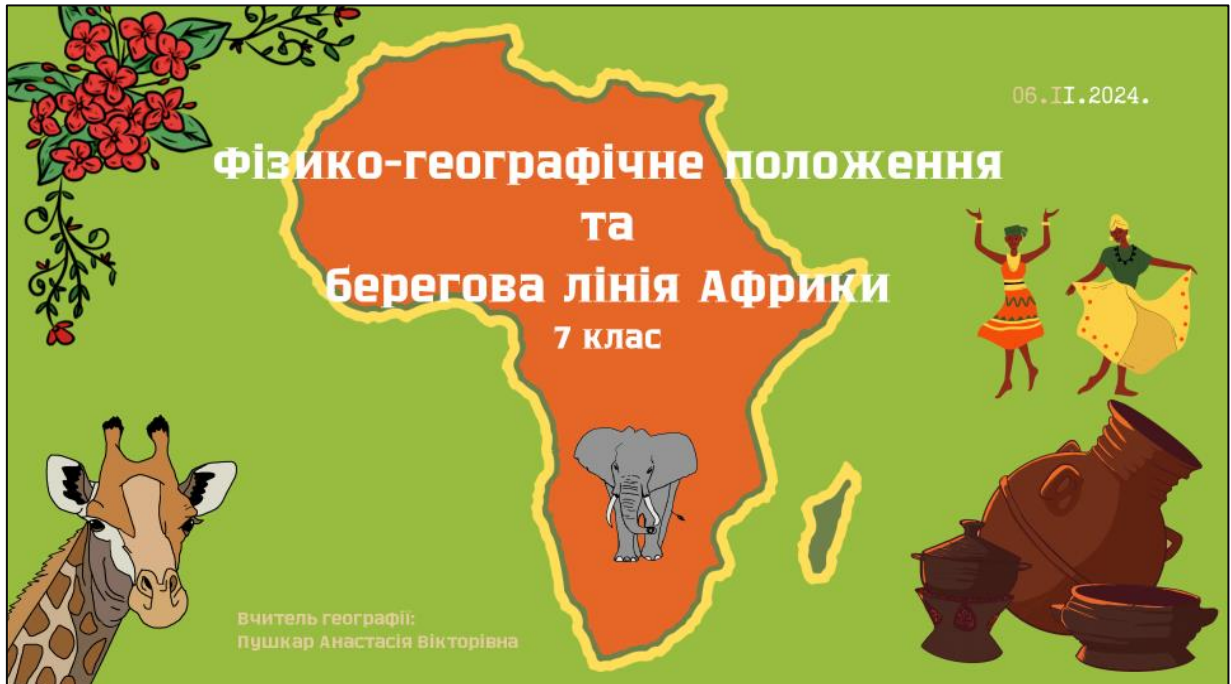 06.II.2024.
Фізико-географічне положення
та
берегова лінія Африки
7 клас
Вчитель географії:
Пушкар Анастасія Вікторівна